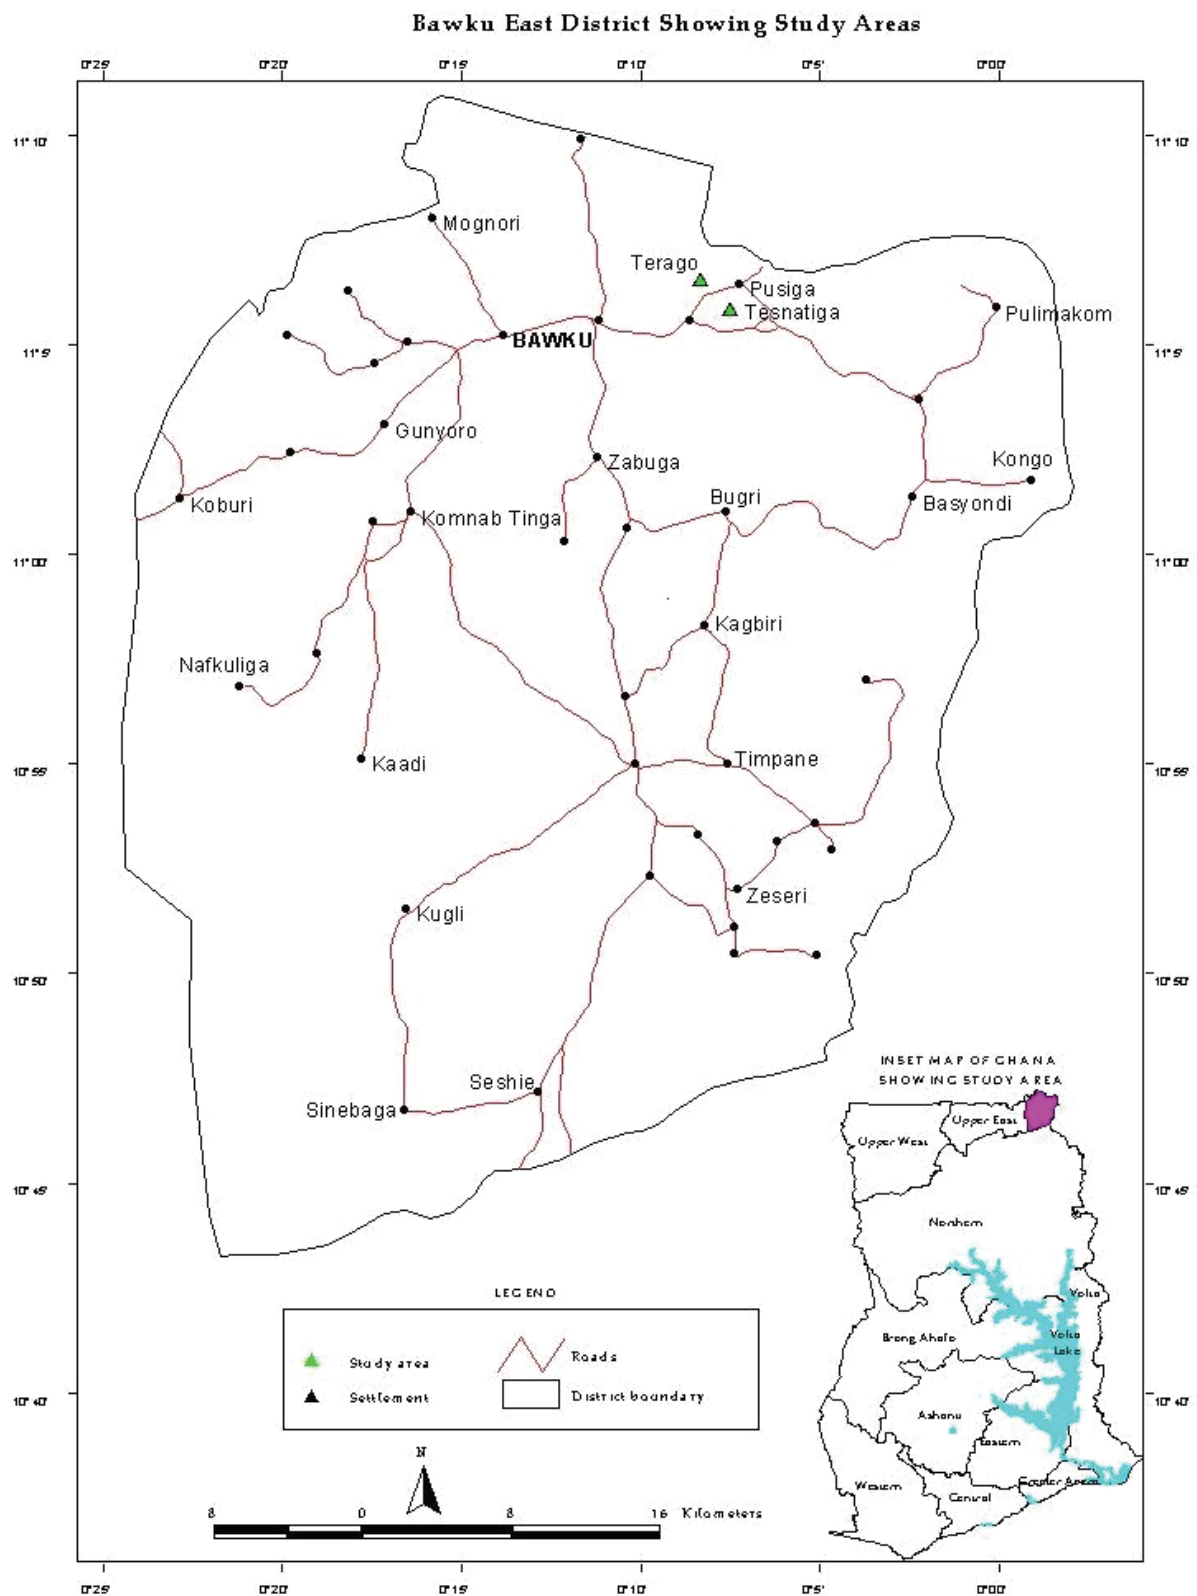 Bawku East District Showing Study Areas
0°25' 0°20' 0°15' 0°10' 0°5' 0°00'
11° 10' 11° 10'
Mognori
Terago
Pusiga
Tesnatiga
Pulimakom
BAWKU
11°5' 11°5'
Gunyoro
Zabuga
Kongo
Koburi
Bugri
Basyondi
Komnab Tinga
11° 00' 11° 00'
Kagbiri
Nafkuliga
Kaadi
Timpane
10° 55' 10° 55'
Zeseri
Kugli
10° 50' 10° 50'
Seshie
Sinebaga
10° 45' 10° 45'
10° 40' 10° 40'
INSET MAP OF GHANA
SHOWING STUDY AREA
Upper East
Upper West
Northern
Volta
Brong Ahafo
Volta
Lake
Ashanti
Eastern
Greater Accra
Western
Central
LEGEND
Study area
Roads
Settlement
District boundary
N
8 0 8 16 Kilometers
0°25' 0°20' 0°15' 0°10' 0°5' 0°00'